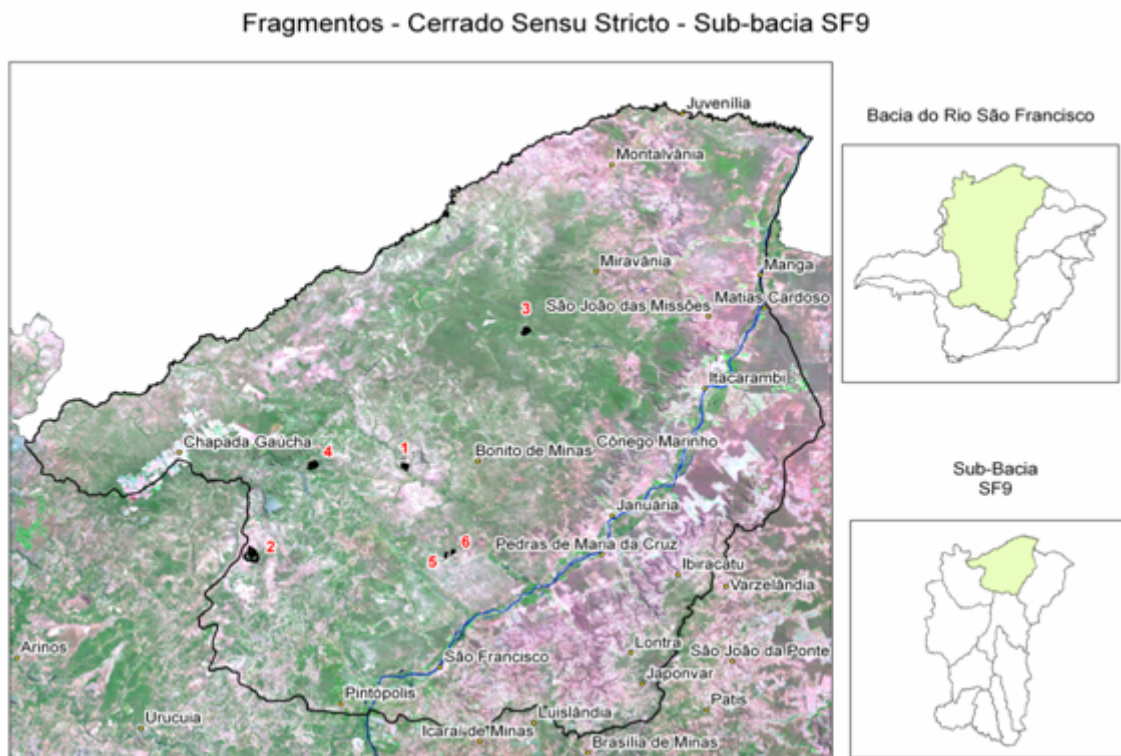 Fragmentos - Cerrado Sensu Stricto - Sub-bacia SF9
Juvenília
Bacia do Rio São Francisco
Montalvânia
Miravânia
Manga
São João das Missões
Matias Cardoso
3
Itacarambi
Chapada Gaúcha
4
1
Bonito de Minas
Cônego Marinho
Sub-Bacia
SF9
Januária
2
5
6
Pedras de Maria da Cruz
Ibiracatu
Varzelândia
Arinos
São Francisco
Lontra
São João da Ponte
Japonvar
Pintópolis
Patis
Urucuia
Icaraí de Minas
Luislândia
Brasília de Minas